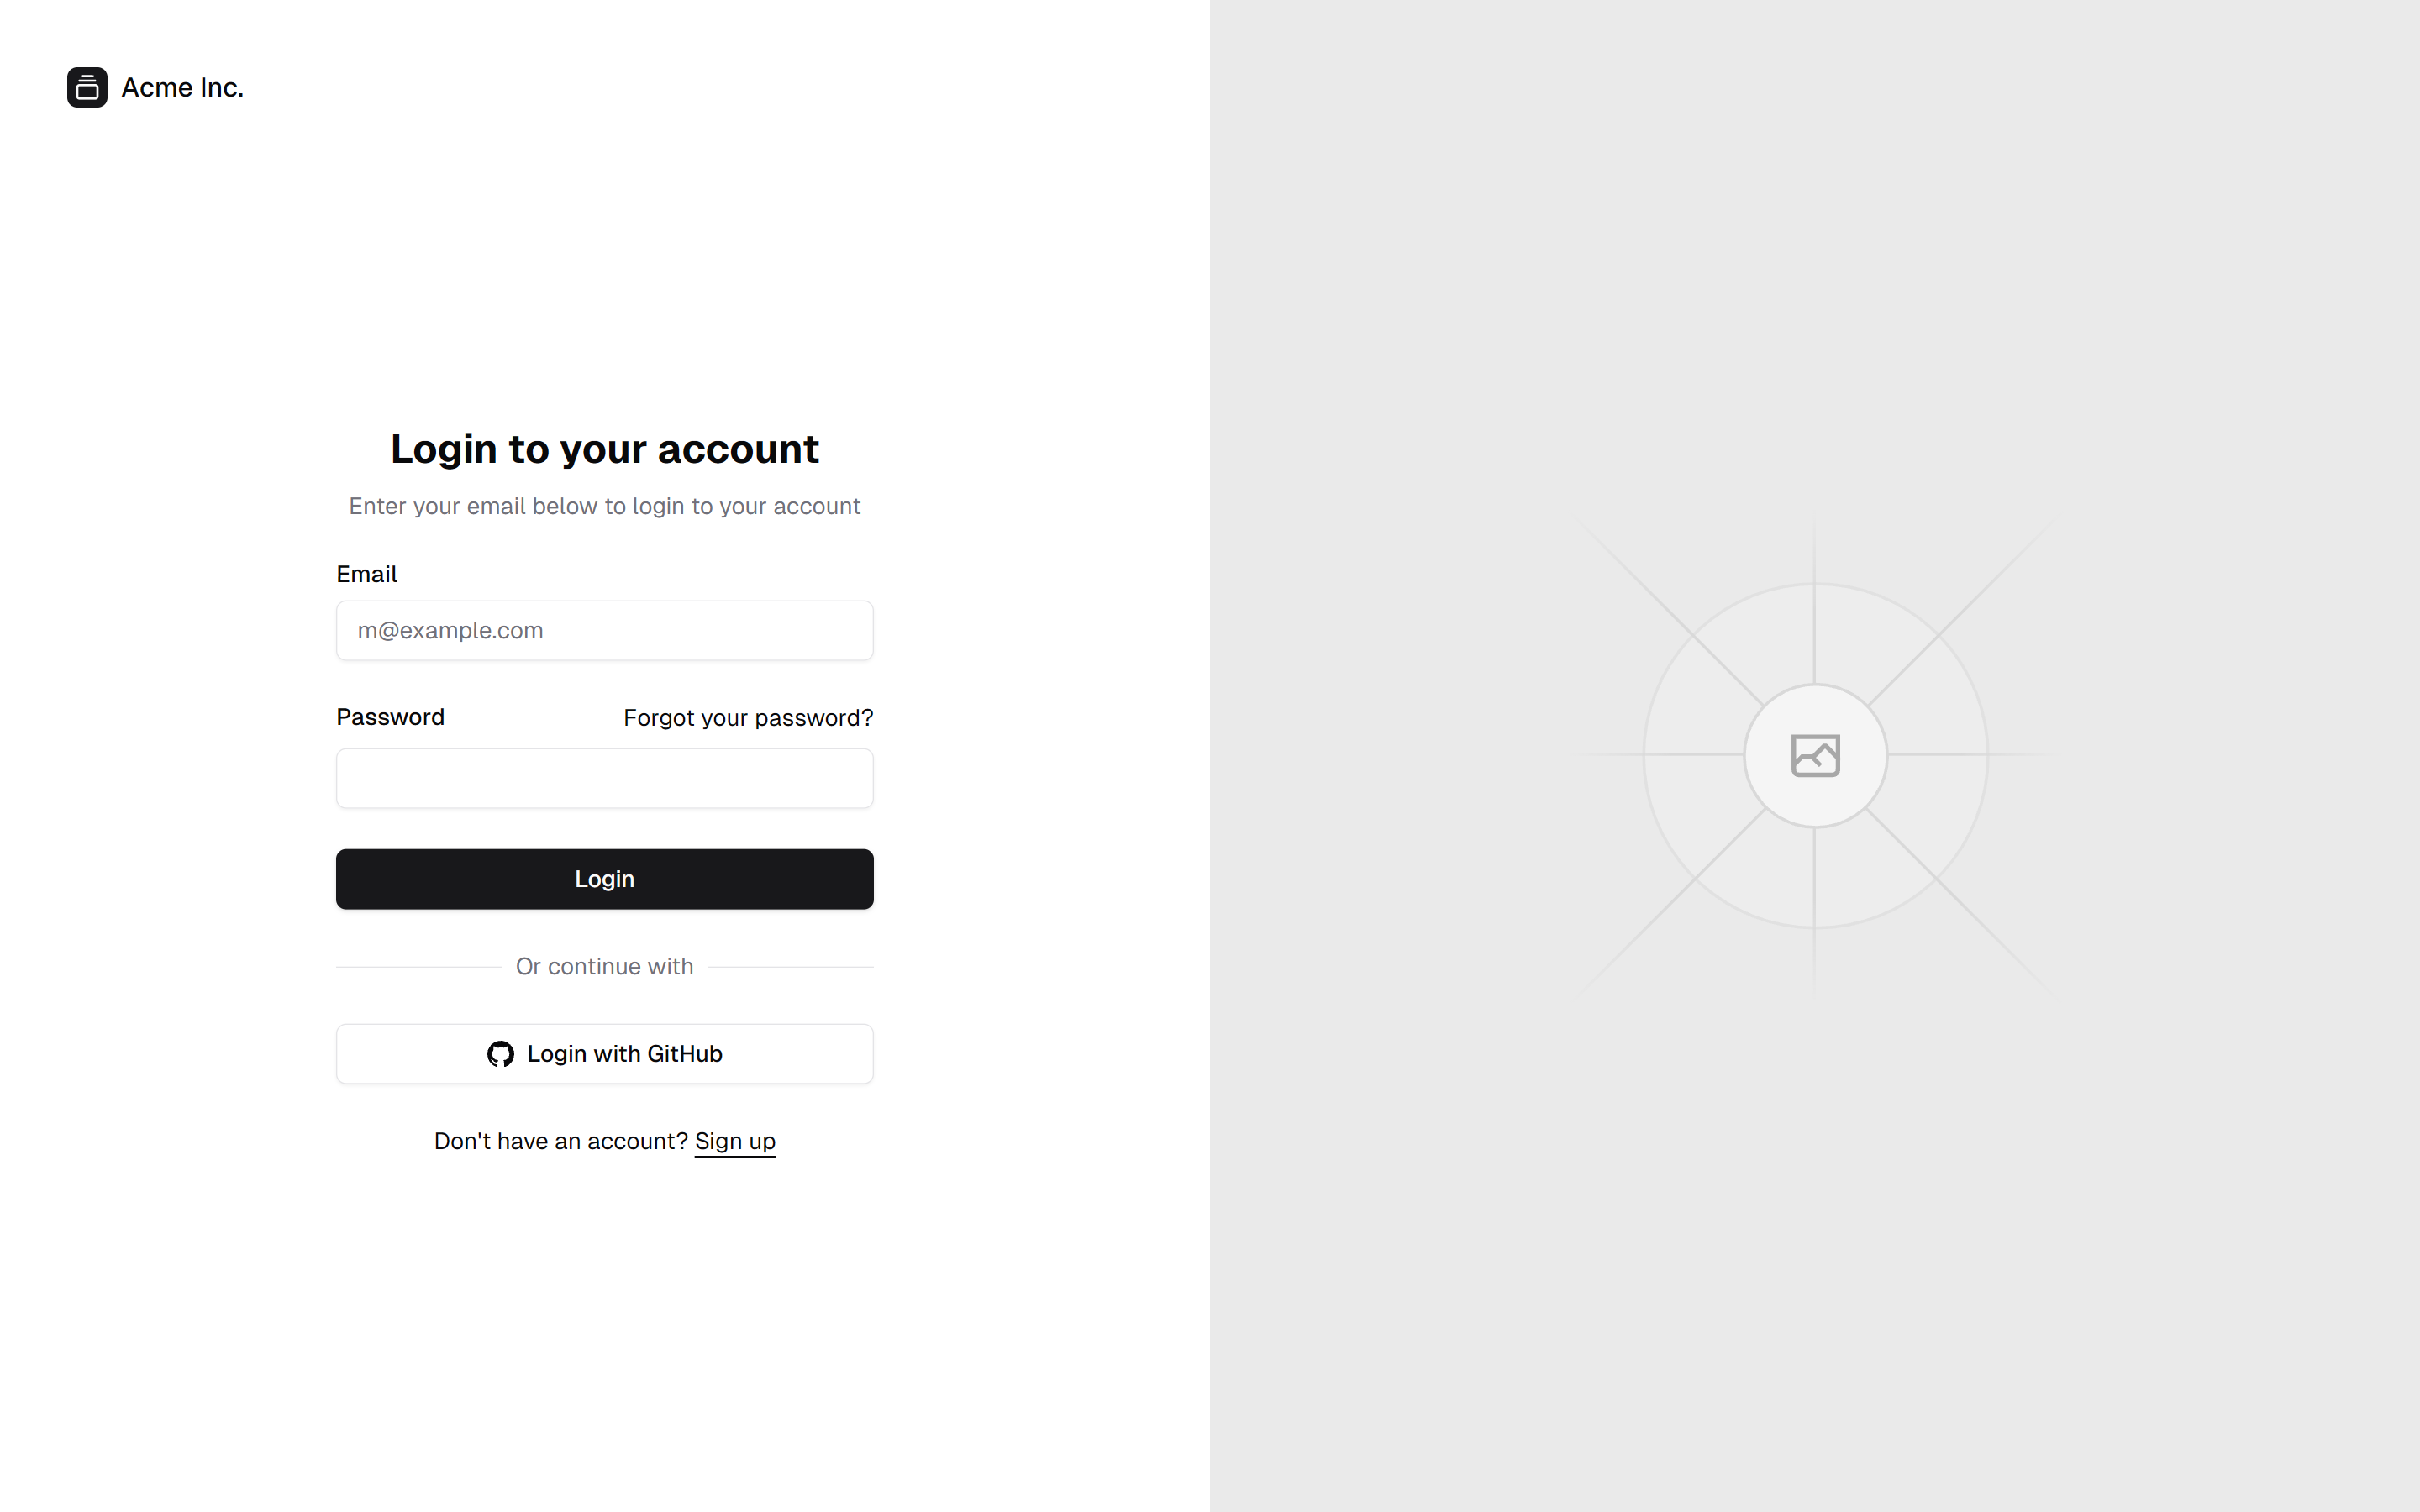 Acme Inc.
Login to your account
Enter your email below to login to your account
Email
m@example.com
Password
Forgot your password?
Login
Or continue with
Login with GitHub
Don't have an account? Sign up